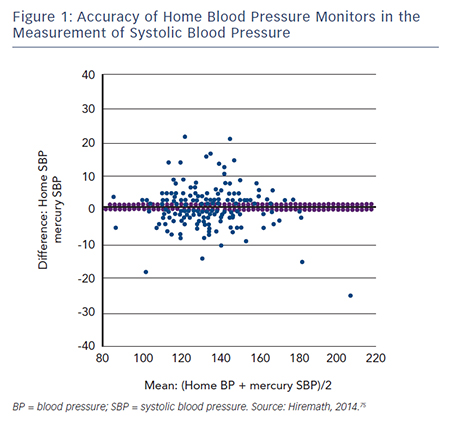 Figure 1: Accuracy of Home Blood Pressure Monitors in the
Measurement of Systolic Blood Pressure
40
30
20
10
0
-10
-20
-30
-40
Difference: Home SBP
mercury SBP
80 100 120 140 160 168 200 220
Mean: (Home BP + mercury SBP)/2
BP = blood pressure; SBP = systolic blood pressure. Source: Hiremath, 2014.⁷⁵